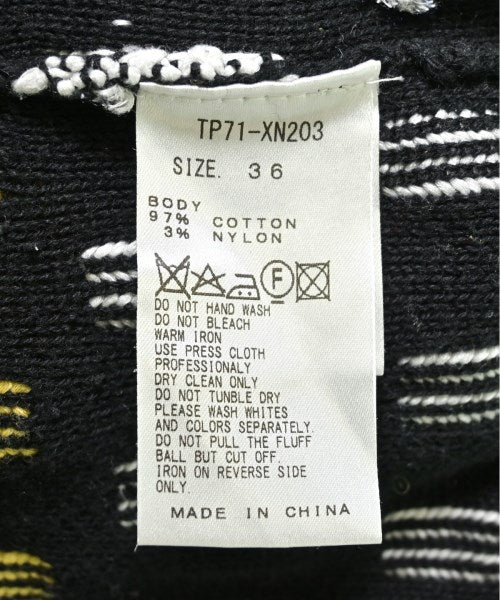 TP71-XN203
SIZE. 36
BODY
97% COTTON
3% NYLON
F
DO NOT HAND WASH
DO NOT BLEACH
WARM IRON
USE PRESS CLOTH
PROFESSIONALY
DRY CLEAN ONLY
DO NOT TUNBLE DRY
PLEASE WASH WHITES
AND COLORS SEPARATELY.
DO NOT PULL THE FLUFF
BALL BUT CUT OFF.
IRON ON REVERSE SIDE
ONLY.
MADE IN CHINA